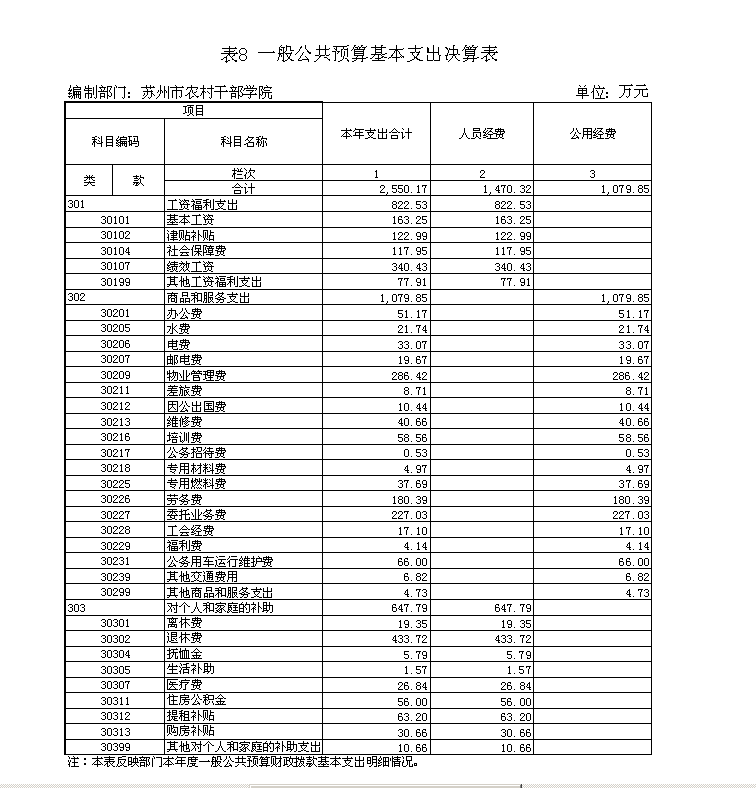 表8 一般公共预算基本支出决算表
编制部门：苏州市农村干部学院 单位：万元
项目 本年支出合计 人员经费 公用经费
科目编码 科目名称
类 款 栏次 1 2 3
合计 2,550.17 1,470.32 1,079.85
301 工资福利支出 822.53 822.53
30101 基本工资 163.25 163.25
30102 津贴补贴 122.99 122.99
30104 社会保障费 117.95 117.95
30107 绩效工资 340.43 340.43
30199 其他工资福利支出 77.91 77.91
302 商品和服务支出 1,079.85 1,079.85
30201 办公费 51.17 51.17
30205 水费 21.74 21.74
30206 电费 33.07 33.07
30207 邮电费 19.67 19.67
30209 物业管理费 286.42 286.42
30211 差旅费 8.71 8.71
30212 因公出国费 10.44 10.44
30213 维修费 40.66 40.66
30216 培训费 58.56 58.56
30217 公务招待费 0.53 0.53
30218 专用材料费 4.97 4.97
30225 专用燃料费 37.69 37.69
30226 劳务费 180.39 180.39
30227 委托业务费 227.03 227.03
30228 工会经费 17.10 17.10
30229 福利费 4.14 4.14
30231 公务用车运行维护费 66.00 66.00
30239 其他交通费用 6.82 6.82
30299 其他商品和服务支出 4.73 4.73
303 对个人和家庭的补助 647.79 647.79
30301 离休费 19.35 19.35
30302 退休费 433.72 433.72
30304 抚恤金 5.79 5.79
30305 生活补助 1.57 1.57
30307 医疗费 26.84 26.84
30311 住房公积金 56.00 56.00
30312 提租补贴 63.20 63.20
30313 购房补贴 30.66 30.66
30399 其他对个人和家庭的补助支出 10.66 10.66
注：本表反映部门本年度一般公共预算财政拨款基本支出明细情况。